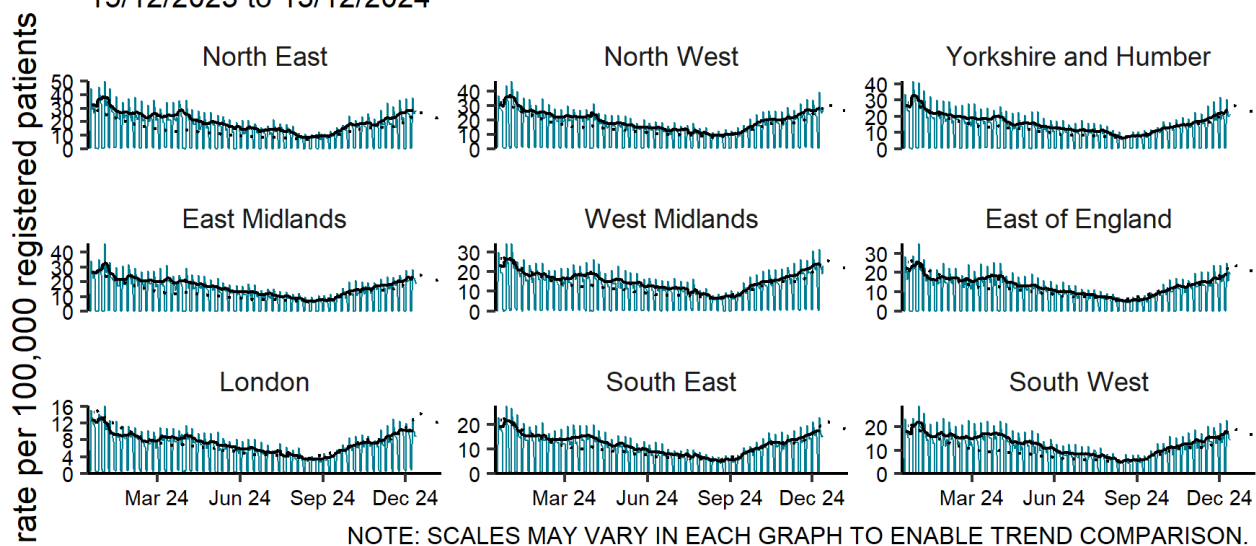 to
rate per 100,000 registered patients
North East
North West
Yorkshire and Humber
50
40
30
20
10
0
40
30
20
10
0
40
30
20
10
0
East Midlands
West Midlands
East of England
40
30
20
10
0
30
20
10
0
30
20
10
0
London
South East
South West
16
12
8
4
0
20
10
0
20
10
0
Mar 24 Jun 24 Sep 24 Dec 24
Mar 24 Jun 24 Sep 24 Dec 24
Mar 24 Jun 24 Sep 24 Dec 24
NOTE: SCALES MAY VARY IN EACH GRAPH TO ENABLE TREND COMPARISON.